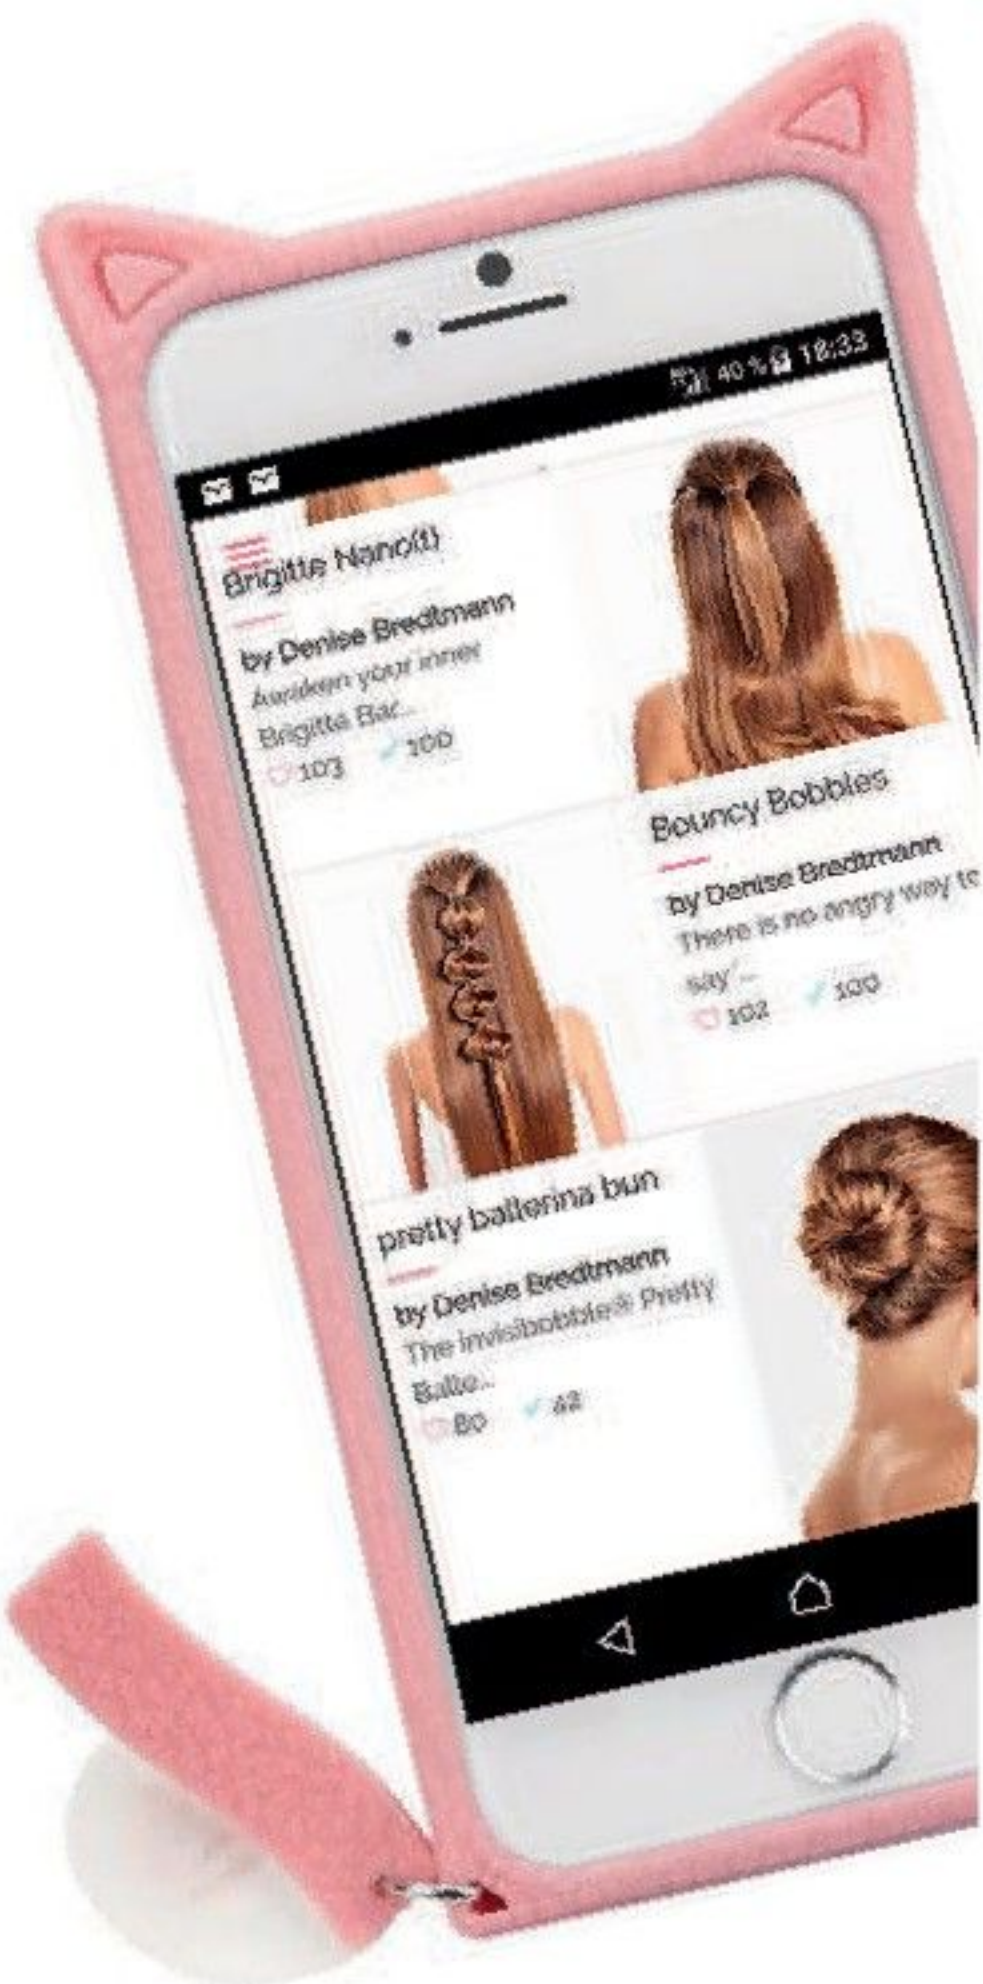 40 % 18:33
Brigitte Nano(t)
by Denise Bredtmann
Awaken your inner
Brigitte Bar...
103 100
Bouncy Bobbles
by Denise Bredtmann
There is no angry way to
say '...
102 100
pretty ballerina bun
by Denise Bredtmann
The invisibobble® Pretty
Balle...
80 42